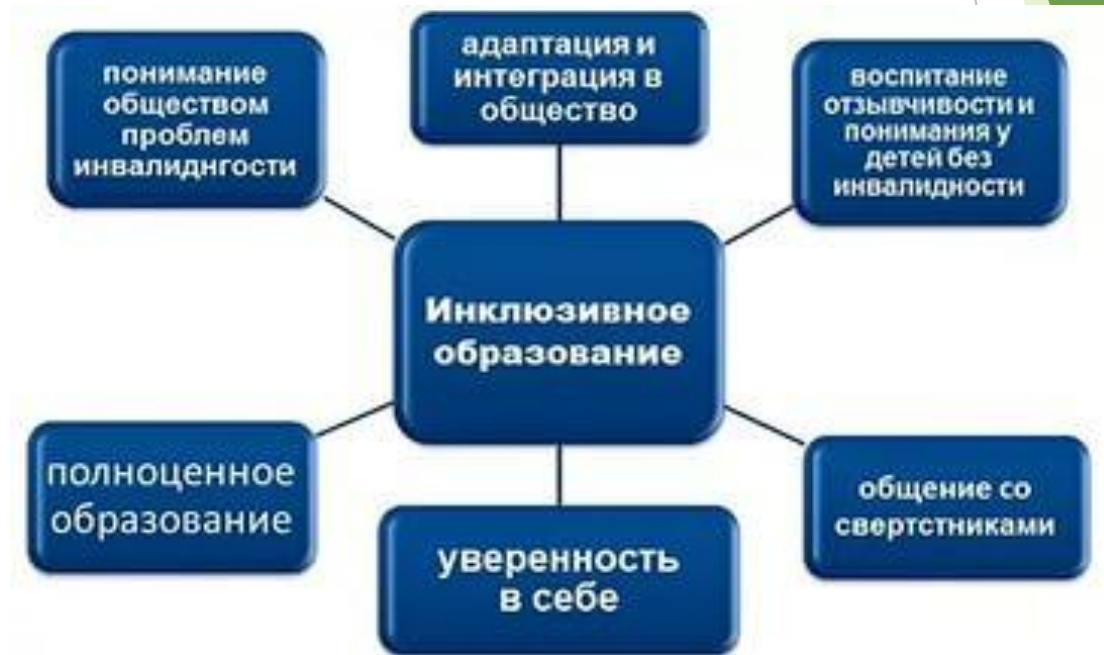 понимание
обществом
проблем
инвалиднгости
адаптация и
интеграция в
общество
воспитание
отзывчивости и
понимания у
детей без
инвалидности
Инклюзивное
образование
полноценное
образование
уверенность
в себе
общение со
свертстниками